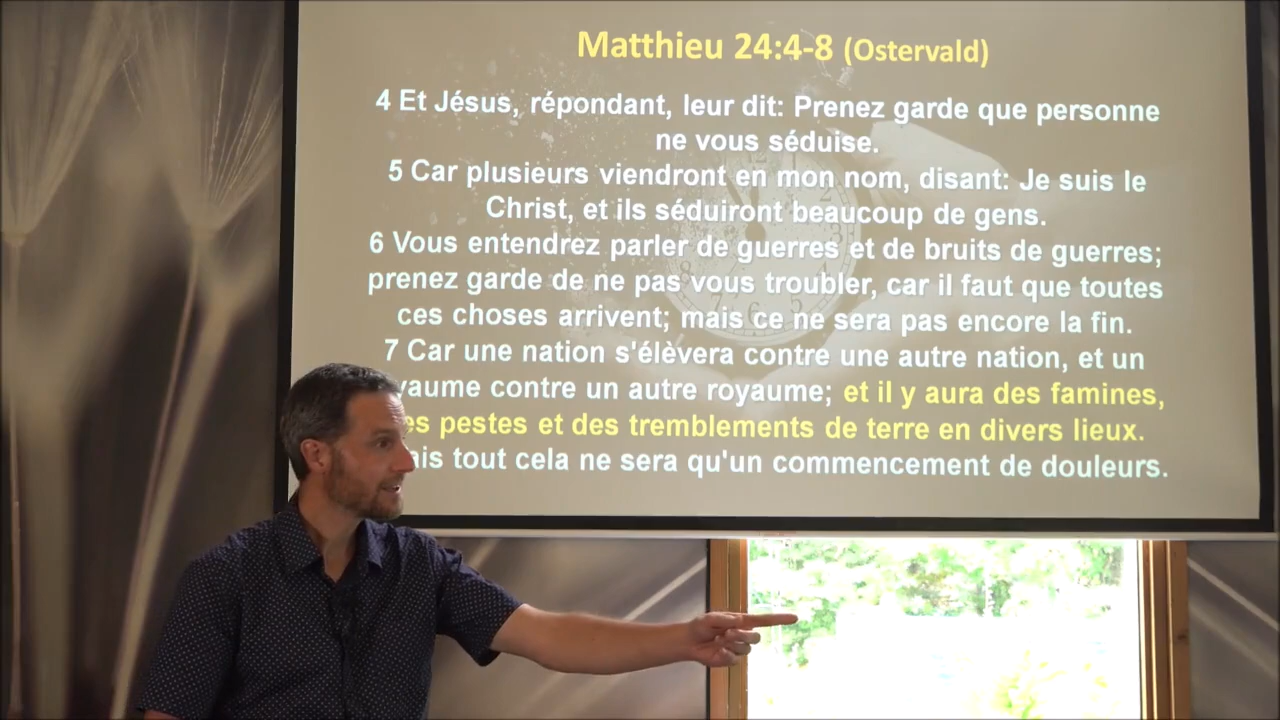 Matthieu 24:4-8 (Ostervald)
4 Et Jésus, répondant, leur dit: Prenez garde que personne
ne vous séduise.
5 Car plusieurs viendront en mon nom, disant: Je suis le
Christ, et ils séduiront beaucoup de gens.
6 Vous entendrez parler de guerres et de bruits de guerres;
prenez garde de ne pas vous troubler, car il faut que toutes
ces choses arrivent; mais ce ne sera pas encore la fin.
7 Car une nation s'élèvera contre une autre nation, et un
contre un autre royaume; et il y aura des famines,
pestes et des tremblements de terre en divers lieux.
tout cela ne sera qu'un commencement de douleurs.